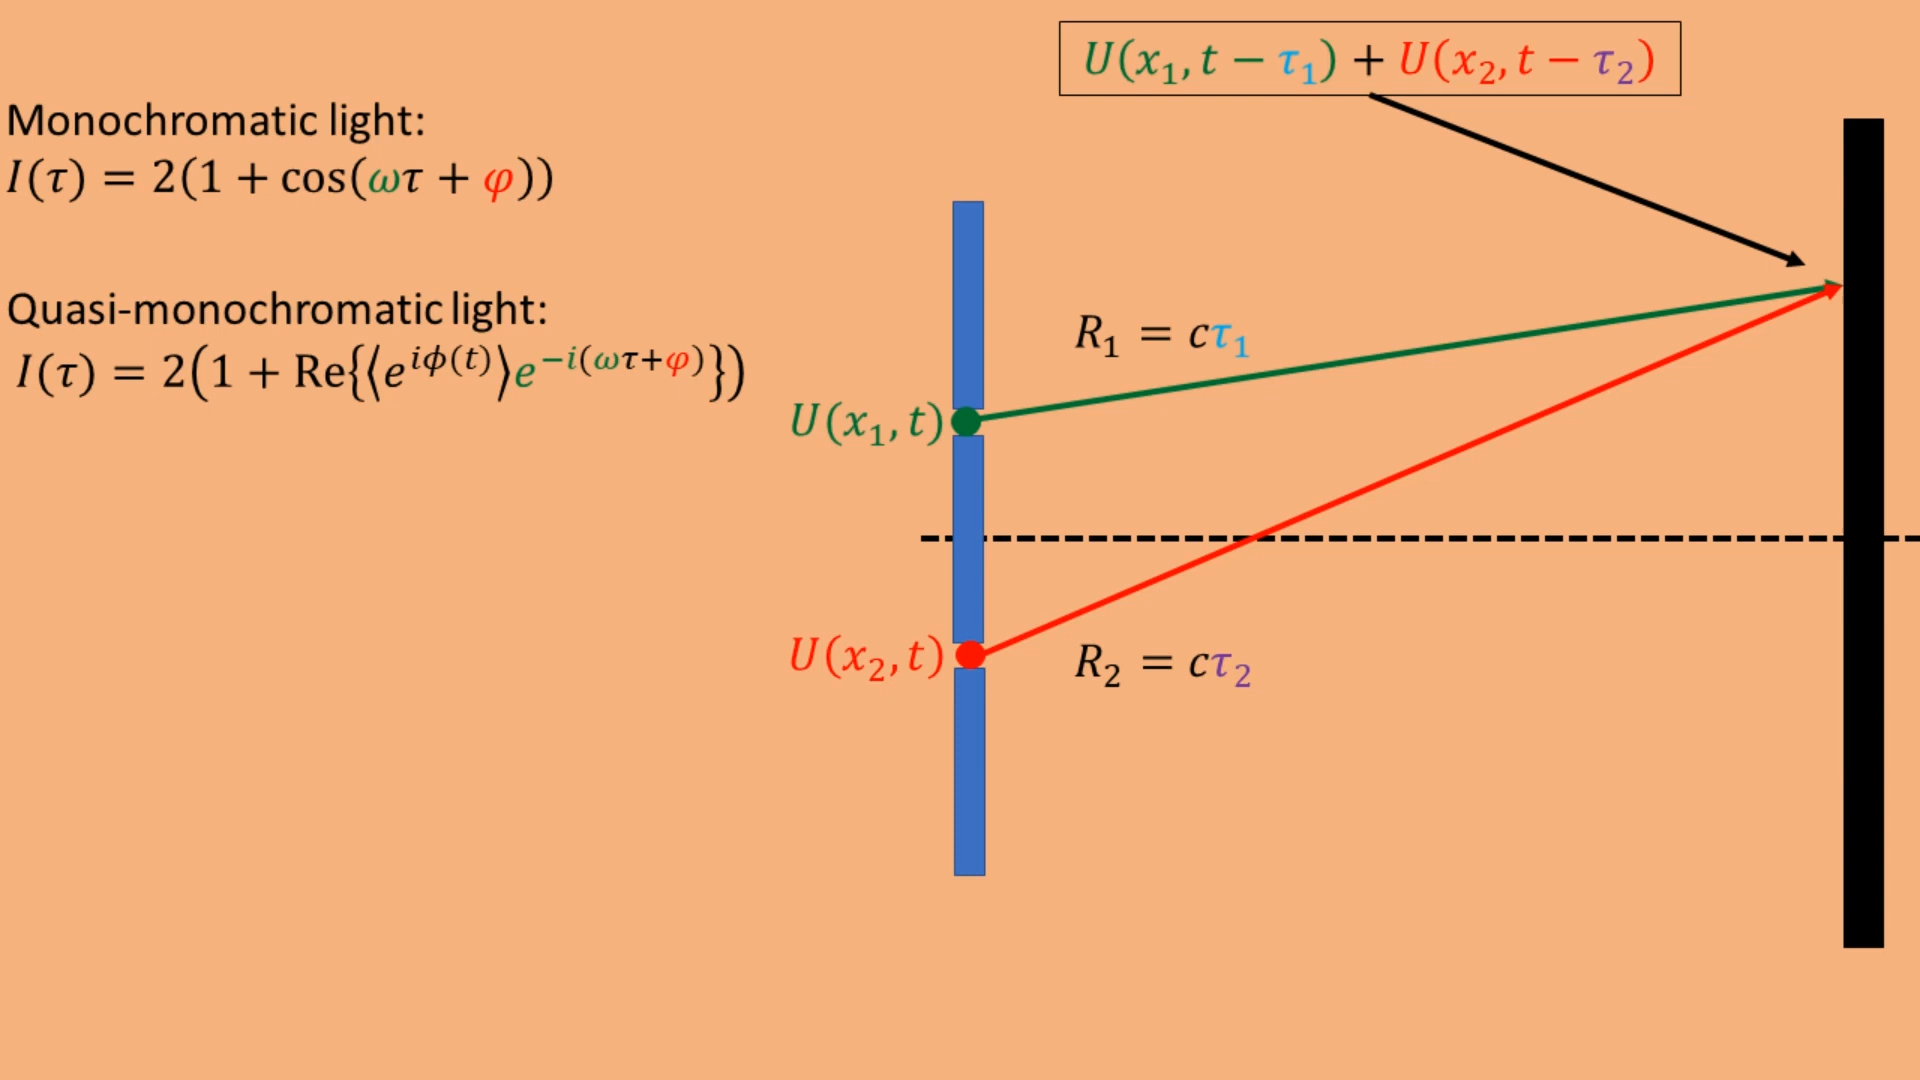 U(x₁, t − τ₁) + U(x₂, t − τ₂)
Monochromatic light:
I(τ) = 2(1 + cos(ωτ + φ))
Quasi-monochromatic light:
I(τ) = 2(1 + Re{⟨e^{iϕ(t)}⟩e^{−i(ωτ+φ)}})
R₁ = cτ₁
U(x₁, t)
U(x₂, t)
R₂ = cτ₂